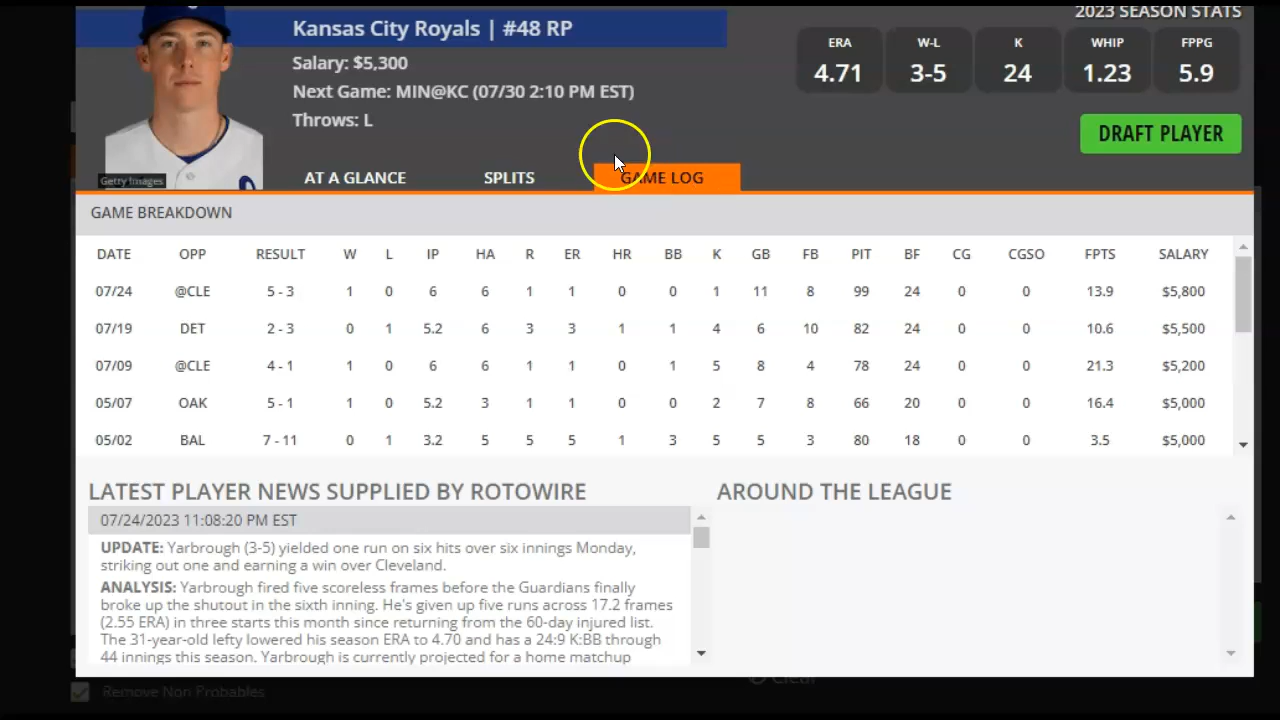 Kansas City Royals | #48 RP
Salary: $5,300
Next Game: MIN@KC (07/30 2:10 PM EST)
Throws: L
Getty Images
2023 SEASON STATS
ERA W-L K WHIP FPPG
4.71 3-5 24 1.23 5.9
DRAFT PLAYER
AT A GLANCE SPLITS GAME LOG
GAME BREAKDOWN
DATE OPP RESULT W L IP HA R ER HR BB K GB FB PIT BF CG CGSO FPTS SALARY
07/24 @CLE 5 - 3 1 0 6 6 1 1 0 0 1 11 8 99 24 0 0 13.9 $5,800
07/19 DET 2 - 3 0 1 5.2 6 3 3 1 1 4 6 10 82 24 0 0 10.6 $5,500
07/09 @CLE 4 - 1 1 0 6 6 1 1 0 1 5 8 4 78 24 0 0 21.3 $5,200
05/07 OAK 5 - 1 1 0 5.2 3 1 1 0 0 2 7 8 66 20 0 0 16.4 $5,000
05/02 BAL 7 - 11 0 1 3.2 5 5 5 1 3 5 5 3 80 18 0 0 3.5 $5,000
LATEST PLAYER NEWS SUPPLIED BY ROTOWIRE
07/24/2023 11:08:20 PM EST
UPDATE: Yarbrough (3-5) yielded one run on six hits over six innings Monday,
striking out one and earning a win over Cleveland.
ANALYSIS: Yarbrough fired five scoreless frames before the Guardians finally
broke up the shutout in the sixth inning. He's given up five runs across 17.2 frames
(2.55 ERA) in three starts this month since returning from the 60-day injured list.
The 31-year-old lefty lowered his season ERA to 4.70 and has a 24:9 K:BB through
44 innings this season. Yarbrough is currently projected for a home matchup
AROUND THE LEAGUE
Remove Non Probables
Clear